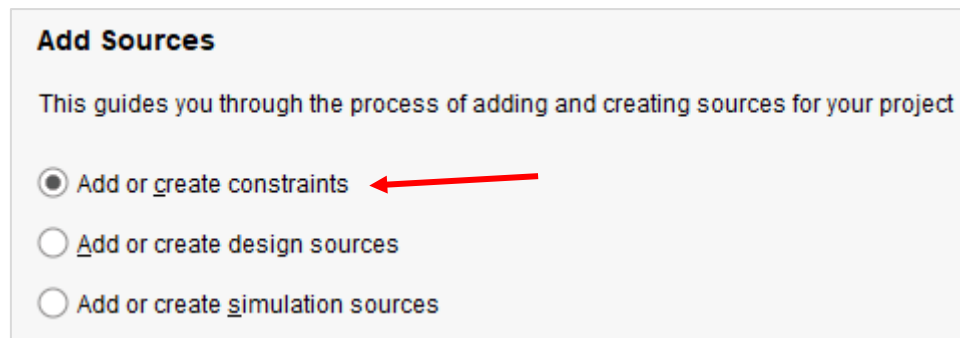 Add Sources
This guides you through the process of adding and creating sources for your project
Add or create constraints
Add or create design sources
Add or create simulation sources